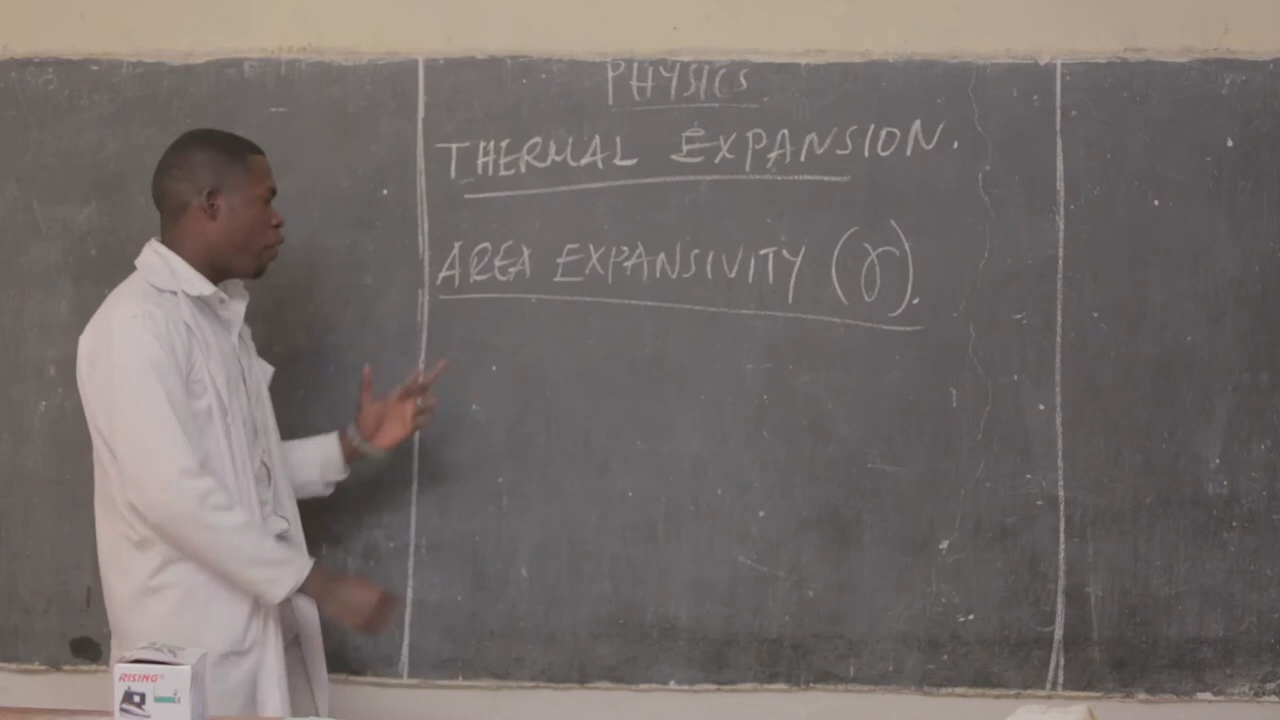 PHYSICS
THERMAL EXPANSION.
AREA EXPANSIVITY (γ).
RISING®